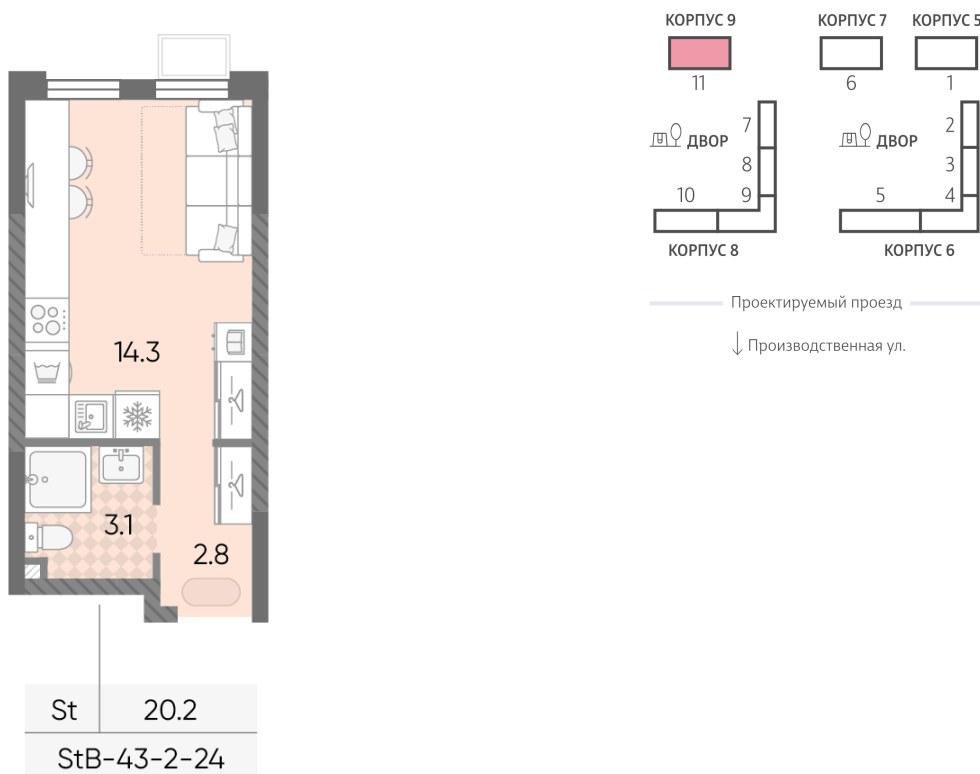 14.3
3.1
2.8
St 20.2
StB-43-2-24
КОРПУС 9 КОРПУС 7 КОРПУС 5
11 6 1
7 2
ДВОР ДВОР
8 3
10 9 5 4
КОРПУС 8 КОРПУС 6
Проектируемый проезд
↓ Производственная ул.